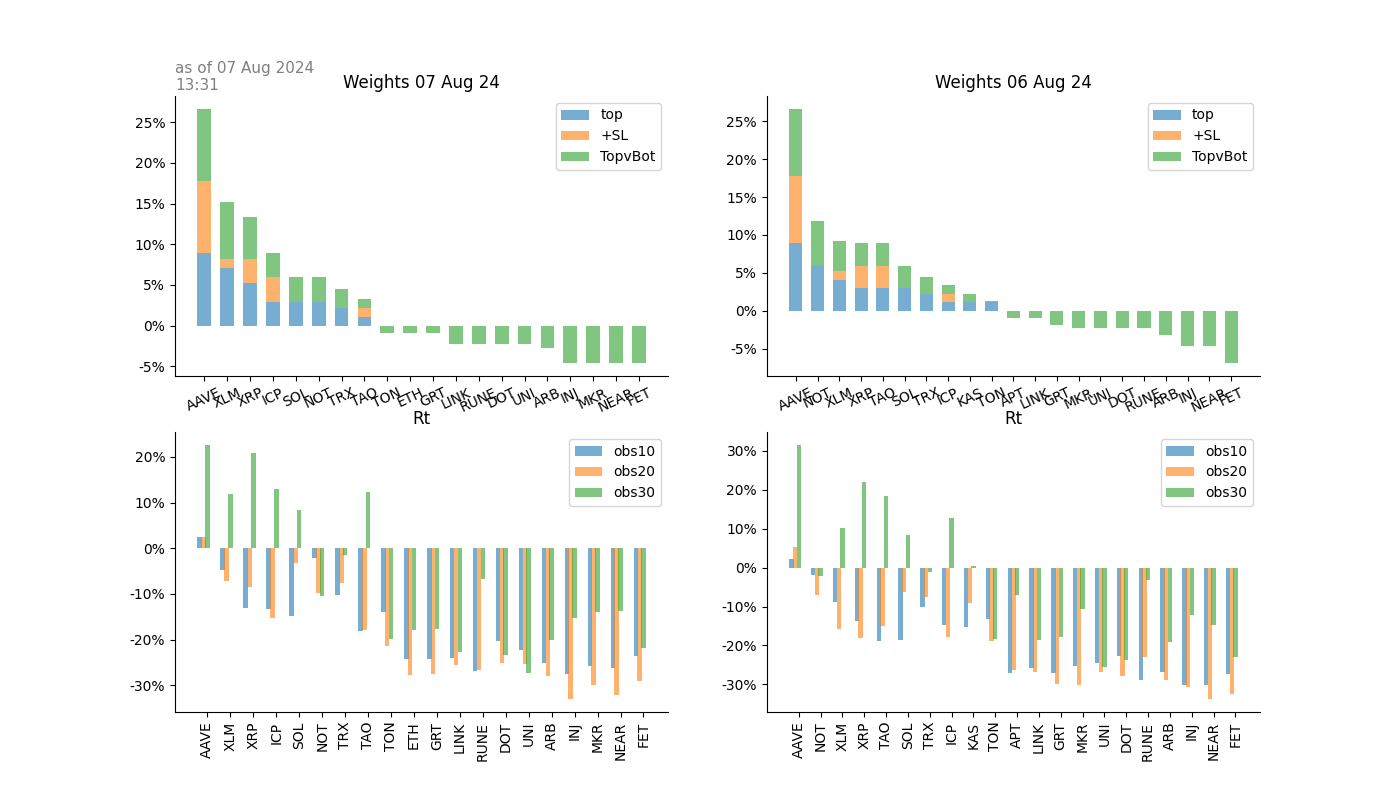 as of 07 Aug 2024
13:31
Weights 07 Aug 24
25%
20%
15%
10%
5%
0%
-5%
top
+SL
TopvBot
AAVE XLM XRP ICP SOL NOT TRX TAO TON ETH GRT LINK RUNE DOT UNI ARB INJ MKR NEAR FET
Weights 06 Aug 24
25%
20%
15%
10%
5%
0%
-5%
top
+SL
TopvBot
AAVE NOT XLM XRP TAO SOL TRX ICP KAS TON APT LINK GRT MKR UNI DOT RUNE ARB INJ NEAR FET
Rt
20%
10%
0%
-10%
-20%
-30%
obs10
obs20
obs30
AAVE XLM XRP ICP SOL NOT TRX TAO TON ETH GRT LINK RUNE DOT UNI ARB INJ MKR NEAR FET
Rt
30%
20%
10%
0%
-10%
-20%
-30%
obs10
obs20
obs30
AAVE NOT XLM XRP TAO SOL TRX ICP KAS TON APT LINK GRT MKR UNI DOT RUNE ARB INJ NEAR FET